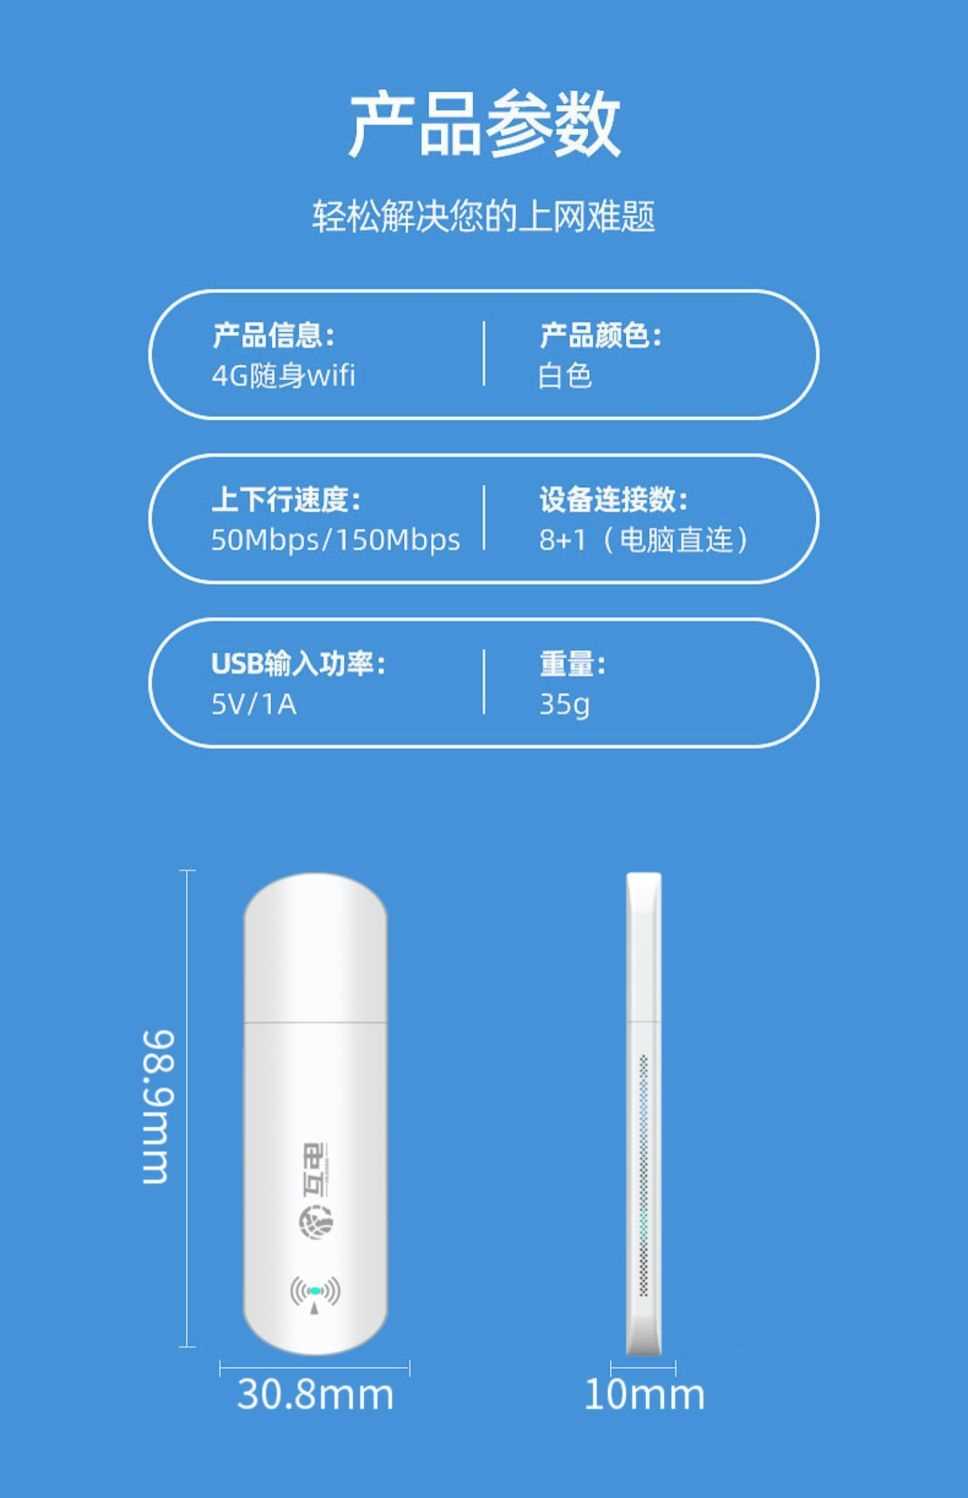 产品参数
轻松解决您的上网难题
产品信息：
4G随身wifi
产品颜色：
白色
上下行速度：
50Mbps/150Mbps
设备连接数：
8+1（电脑直连）
USB输入功率：
5V/1A
重量：
35g
98.9mm
电互
30.8mm
10mm